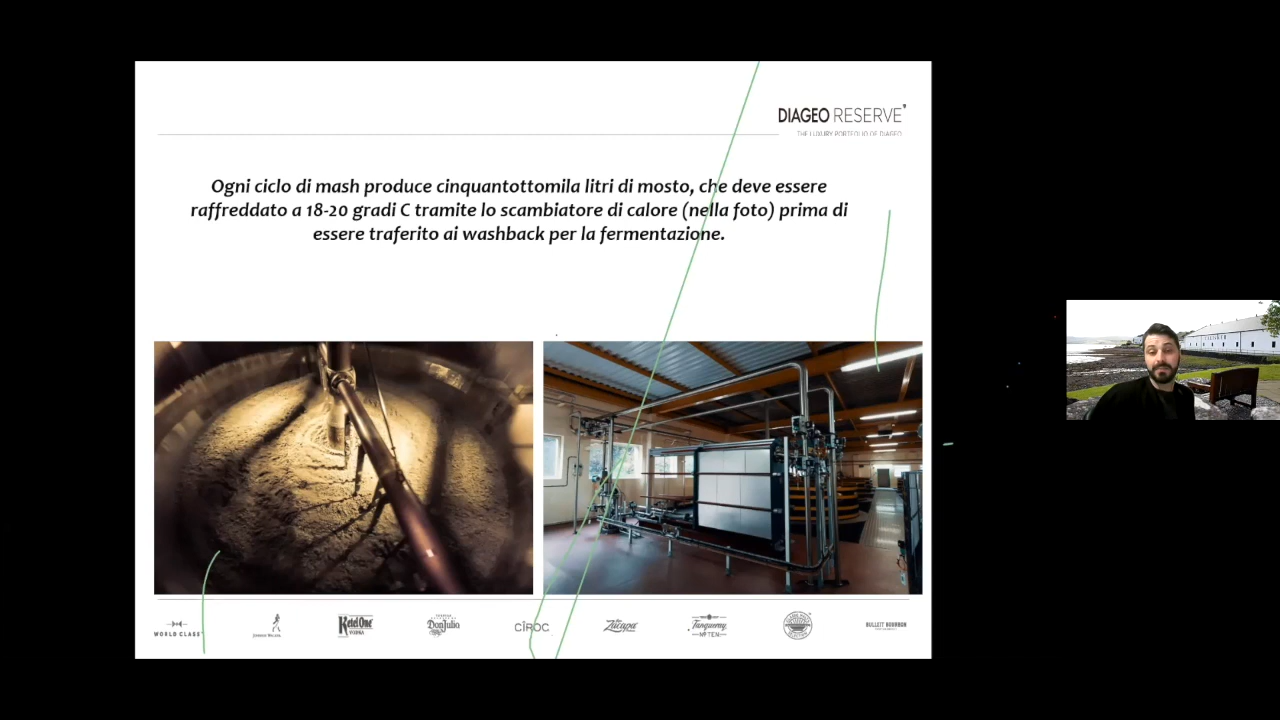 DIAGEO RESERVE
THE LUXURY PORTFOLIO OF DIAGEO
Ogni ciclo di mash produce cinquantottomila litri di mosto, che deve essere
raffreddato a 18-20 gradi C tramite lo scambiatore di calore (nella foto) prima di
essere traferito ai washback per la fermentazione.
WORLD CLASS
JOHNNIE WALKER
Ketel One
VODKA
Don Julio
CÎROC
Zacapa
Tanqueray
Nº TEN
BULLEIT BOURBON